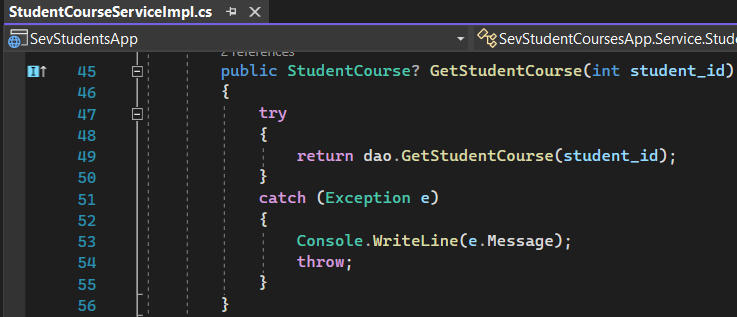 StudentCourseServiceImpl.cs
SevStudentsApp SevStudentCoursesApp.Service.Stude
2 references
45 public StudentCourse? GetStudentCourse(int student_id)
46 {
47 try
48 {
49 return dao.GetStudentCourse(student_id);
50 }
51 catch (Exception e)
52 {
53 Console.WriteLine(e.Message);
54 throw;
55 }
56 }